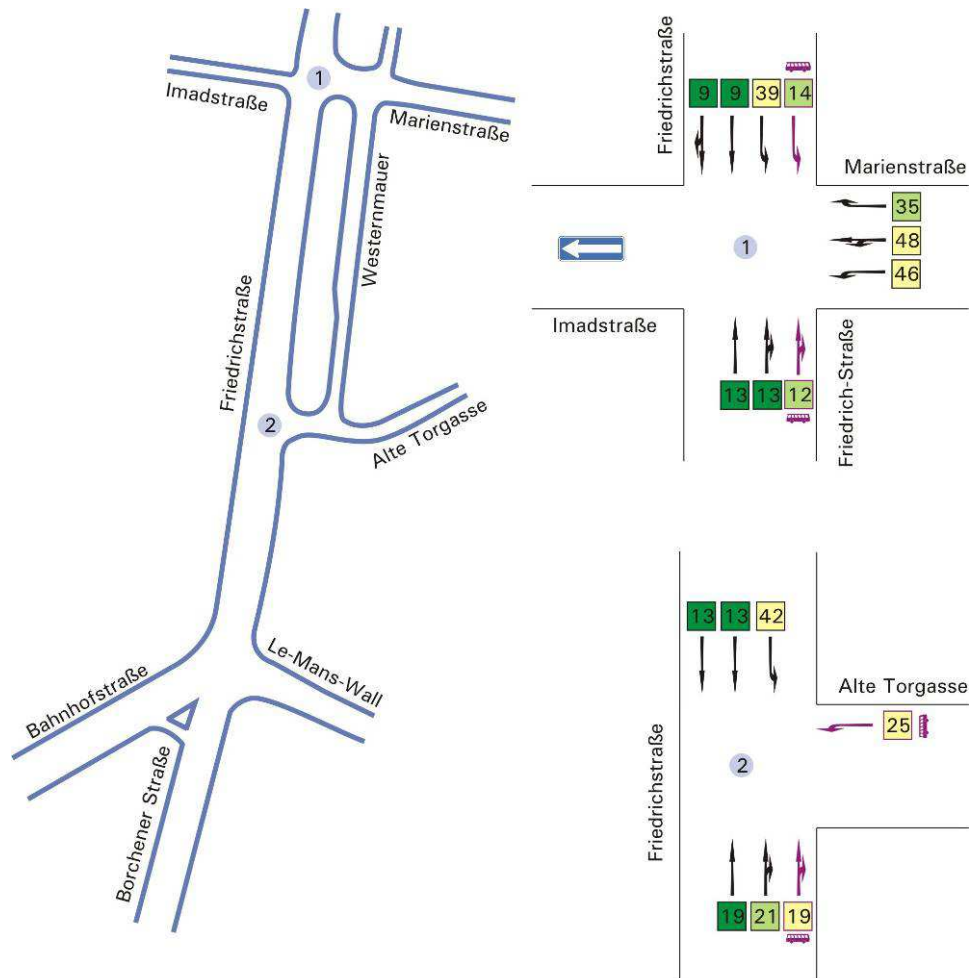 1
Imadstraße
Marienstraße
Westernmauer
Friedrichstraße
2
Alte Torgasse
Le-Mans-Wall
Bahnhofstraße
Borchener Straße
Friedrichstraße
9 9 39 14
Marienstraße
35
48
46
1
Imadstraße
13 13 12
Friedrich-Straße
13 13 42
Alte Torgasse
25
2
Friedrichstraße
19 21 19